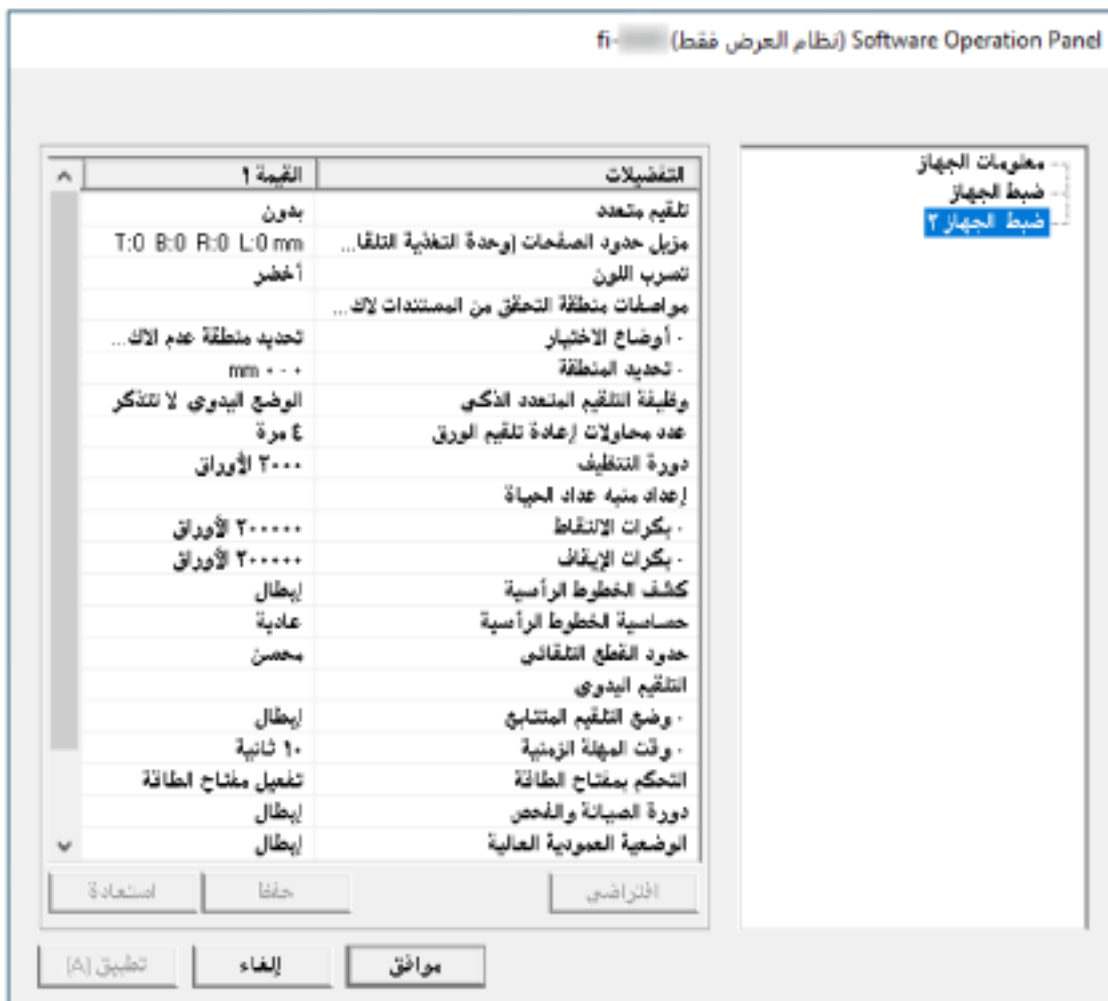 Software Operation Panel (نظام العرض فقط) fi-
معلومات الجهاز
ضبط الجهاز
ضبط الجهاز ٢
التفضيلات القيمة ١
تلقيم متعدد بدون
مزيل حدود الصفحات (وحدة التغذية التلقا... T:0 B:0 R:0 L:0 mm
تسرب اللون أخضر
مواصفات منطقة التحقق من المستندات لاك...
- أوضاع الاختيار تحديد منطقة عدم الاك...
- تحديد المنطقة mm ٠ - ٠
وظيفة التلقيم المتعدد الذكي الوضع اليدوي لا تتذكر
عدد محاولات إعادة تلقيم الورق ٤ مرة
دورة التنظيف ٢٠٠٠ الأوراق
إعداد منبه عداد الحياة
- بكرات الالتقاط ٢٠٠٠٠٠ الأوراق
- بكرات الإيقاف ٢٠٠٠٠٠ الأوراق
كشف الخطوط الرأسية إبطال
حساسية الخطوط الرأسية عادية
حدود القطع التلقائي محسن
التلقيم اليدوي
- وضع التلقيم المتتابع إبطال
- وقت المهلة الزمنية ١٠ ثانية
التحكم بمفتاح الطاقة تفعيل مفتاح الطاقة
دورة الصيانة والفحص إبطال
الوضعية العمودية العالية إبطال
افتراضي حفظ استعادة
موافق إلغاء تطبيق (A)